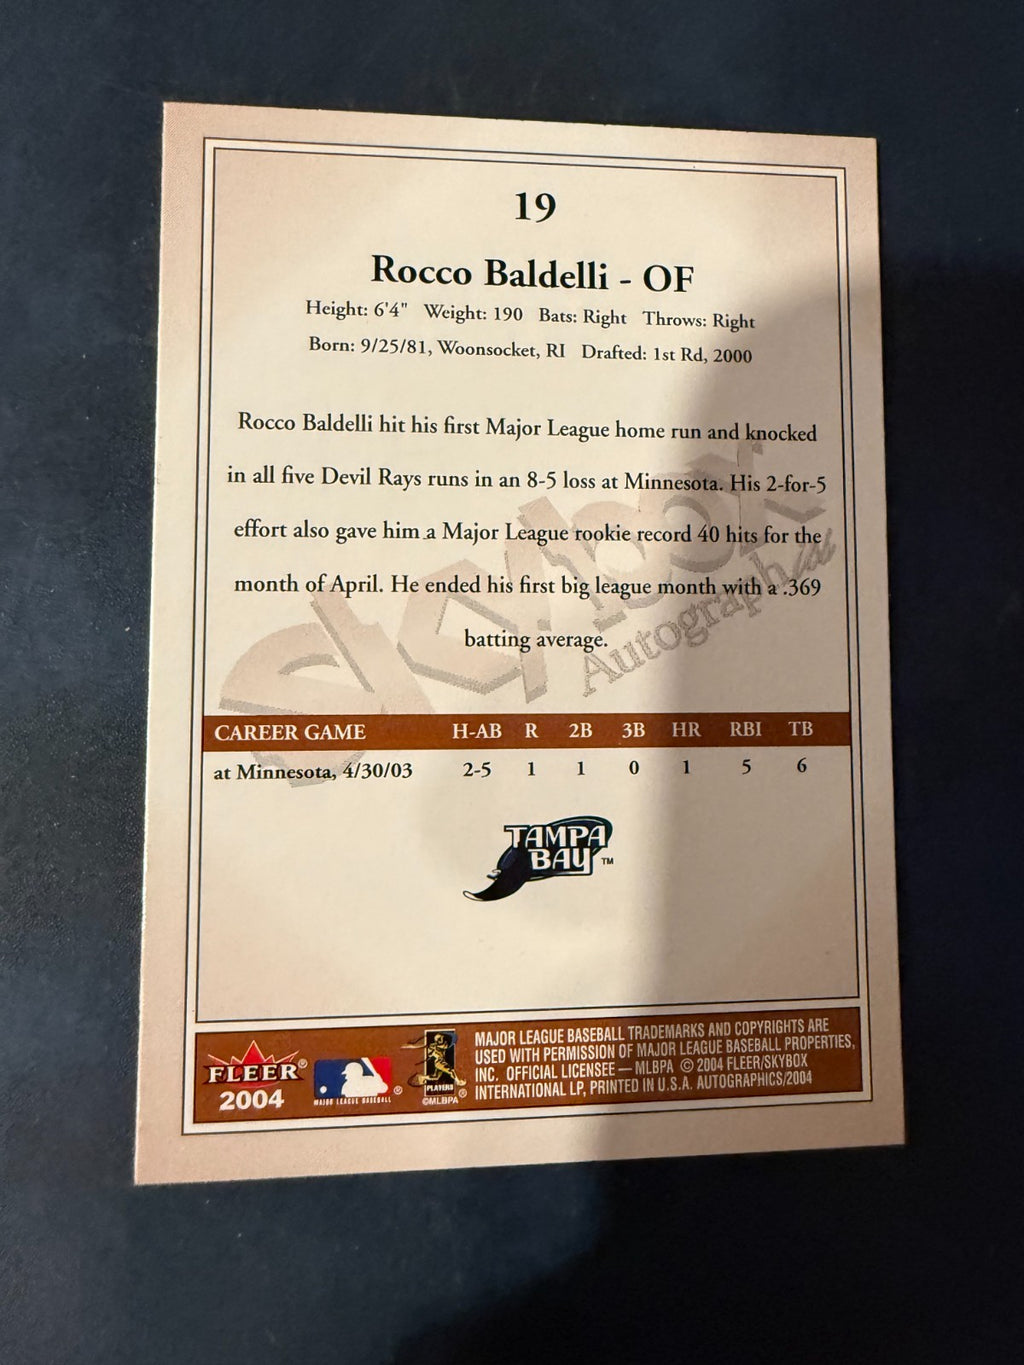 19
Rocco Baldelli - OF
Height: 6'4" Weight: 190 Bats: Right Throws: Right
Born: 9/25/81, Woonsocket, RI Drafted: 1st Rd, 2000
Rocco Baldelli hit his first Major League home run and knocked
in all five Devil Rays runs in an 8-5 loss at Minnesota. His 2-for-5
effort also gave him a Major League rookie record 40 hits for the
month of April. He ended his first big league month with a .369
batting average.
Skybox
Autographics
CAREER GAME H-AB R 2B 3B HR RBI TB
at Minnesota, 4/30/03 2-5 1 1 0 1 5 6
TAMPA
BAY™
FLEER®
2004
MAJOR LEAGUE BASEBALL ®
PLAYERS ®
©MLBPA
MAJOR LEAGUE BASEBALL TRADEMARKS AND COPYRIGHTS ARE
USED WITH PERMISSION OF MAJOR LEAGUE BASEBALL PROPERTIES,
INC. OFFICIAL LICENSEE — MLBPA © 2004 FLEER/SKYBOX
INTERNATIONAL LP, PRINTED IN U.S.A. AUTOGRAPHICS/2004